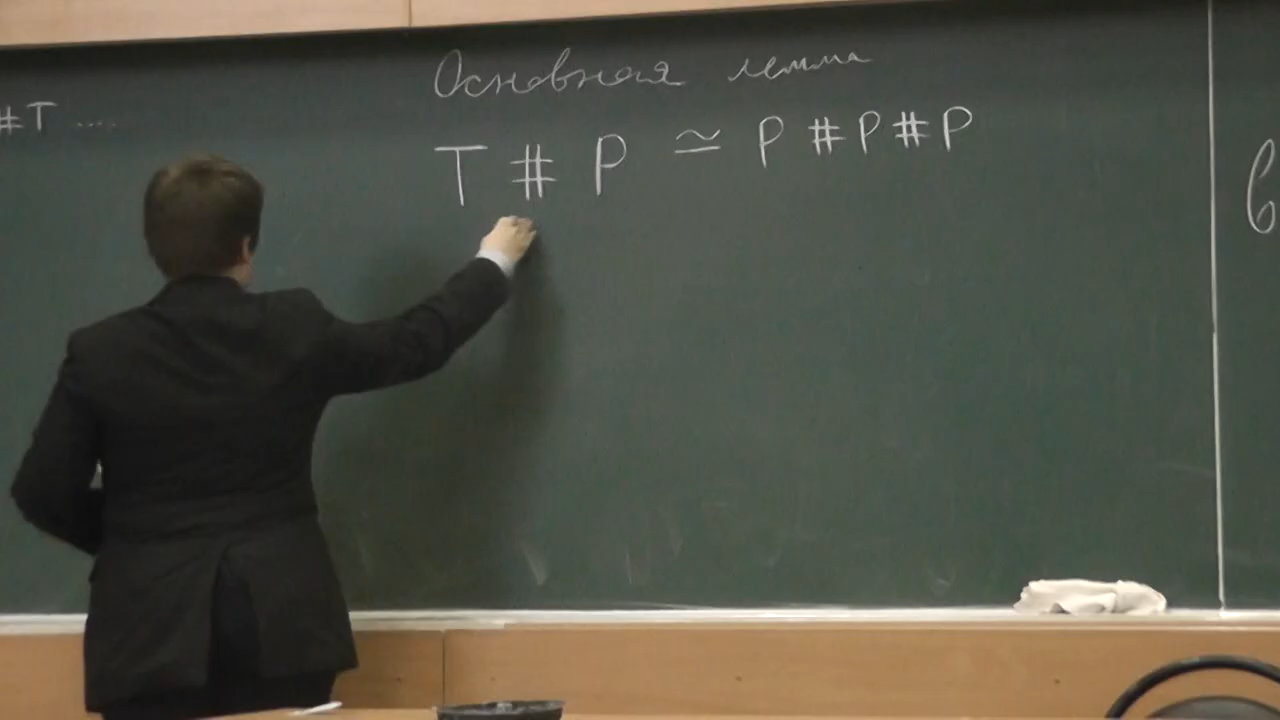 #T ....
Основная лемма
T # P ≃ P # P # P
в